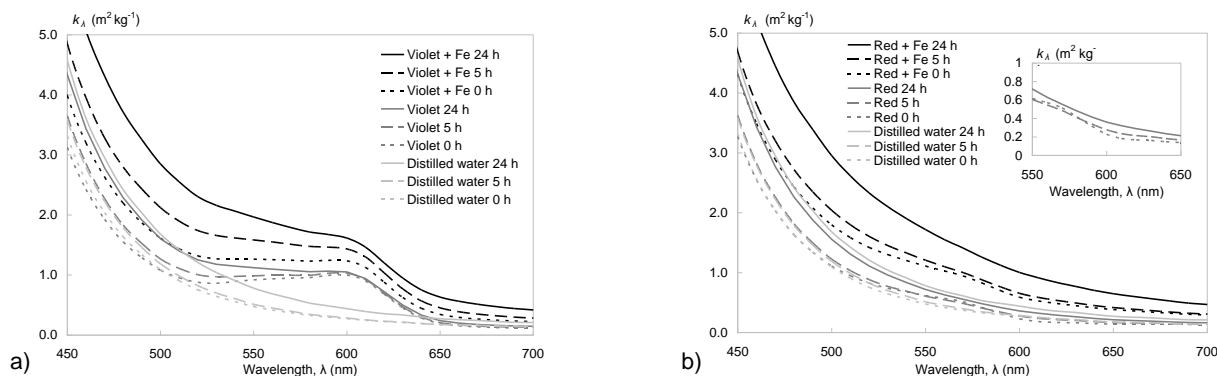 k λ (m² kg⁻¹)
5.0
4.0
3.0
2.0
1.0
0.0
450 500 550 600 650 700
Wavelength, λ (nm)
Violet + Fe 24 h
Violet + Fe 5 h
Violet + Fe 0 h
Violet 24 h
Violet 5 h
Violet 0 h
Distilled water 24 h
Distilled water 5 h
Distilled water 0 h
a)
k λ (m² kg⁻¹)
5.0
4.0
3.0
2.0
1.0
0.0
450 500 550 600 650 700
Wavelength, λ (nm)
Red + Fe 24 h
Red + Fe 5 h
Red + Fe 0 h
Red 24 h
Red 5 h
Red 0 h
Distilled water 24 h
Distilled water 5 h
Distilled water 0 h
k λ (m² kg⁻
1
0.8
0.6
0.4
0.2
0
550 600 650
Wavelength, λ (nm)
b)